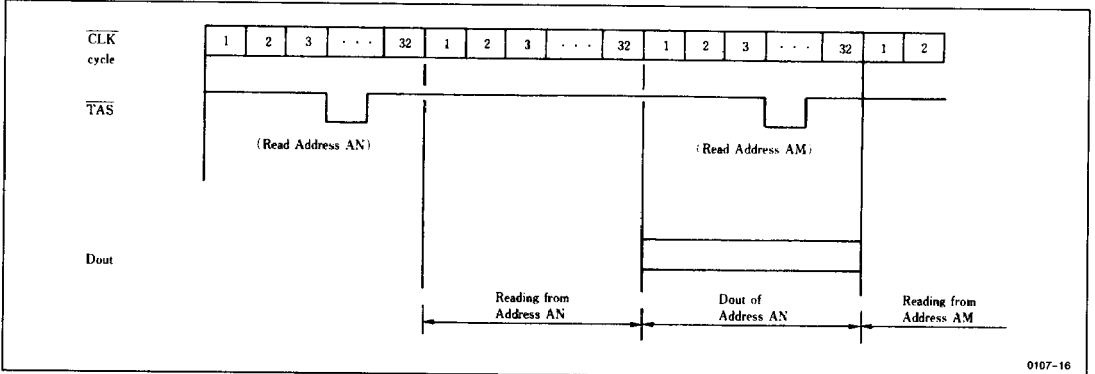 CLK
cycle
1 2 3 · · · 32 1 2 3 · · · 32 1 2 3 · · · 32 1 2
TAS
(Read Address AN)
(Read Address AM)
Dout
Reading from
Address AN
Dout of
Address AN
Reading from
Address AM
0107-16